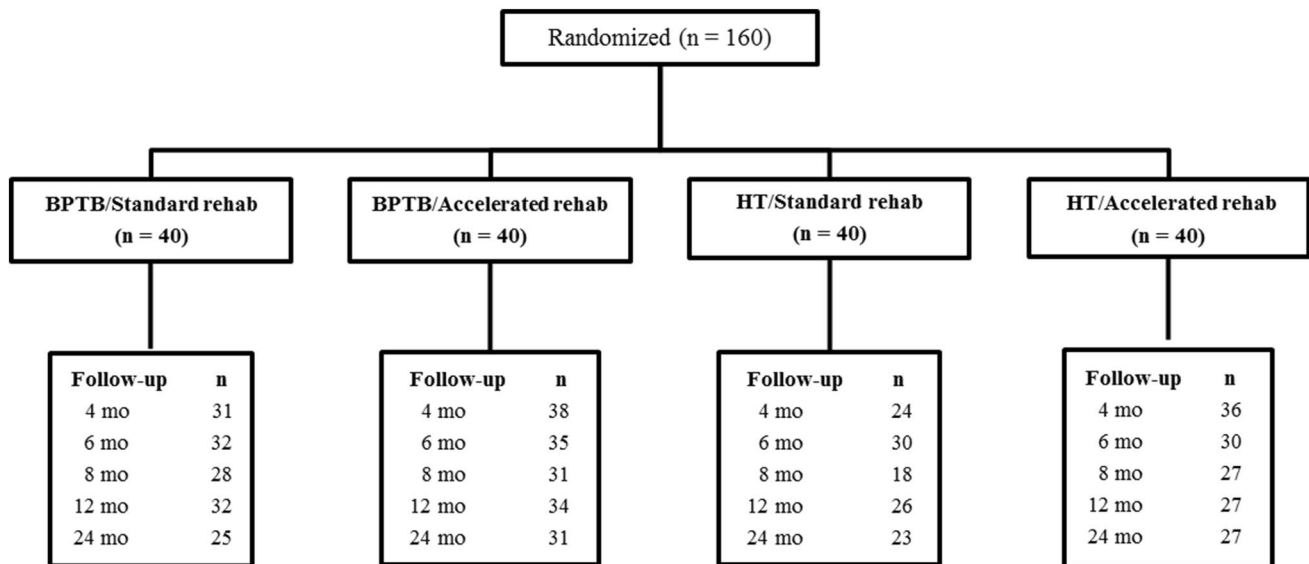 Randomized (n = 160)
BPTB/Standard rehab
(n = 40)
BPTB/Accelerated rehab
(n = 40)
HT/Standard rehab
(n = 40)
HT/Accelerated rehab
(n = 40)
Follow-up n
4 mo 31
6 mo 32
8 mo 28
12 mo 32
24 mo 25
Follow-up n
4 mo 38
6 mo 35
8 mo 31
12 mo 34
24 mo 31
Follow-up n
4 mo 24
6 mo 30
8 mo 18
12 mo 26
24 mo 23
Follow-up n
4 mo 36
6 mo 30
8 mo 27
12 mo 27
24 mo 27